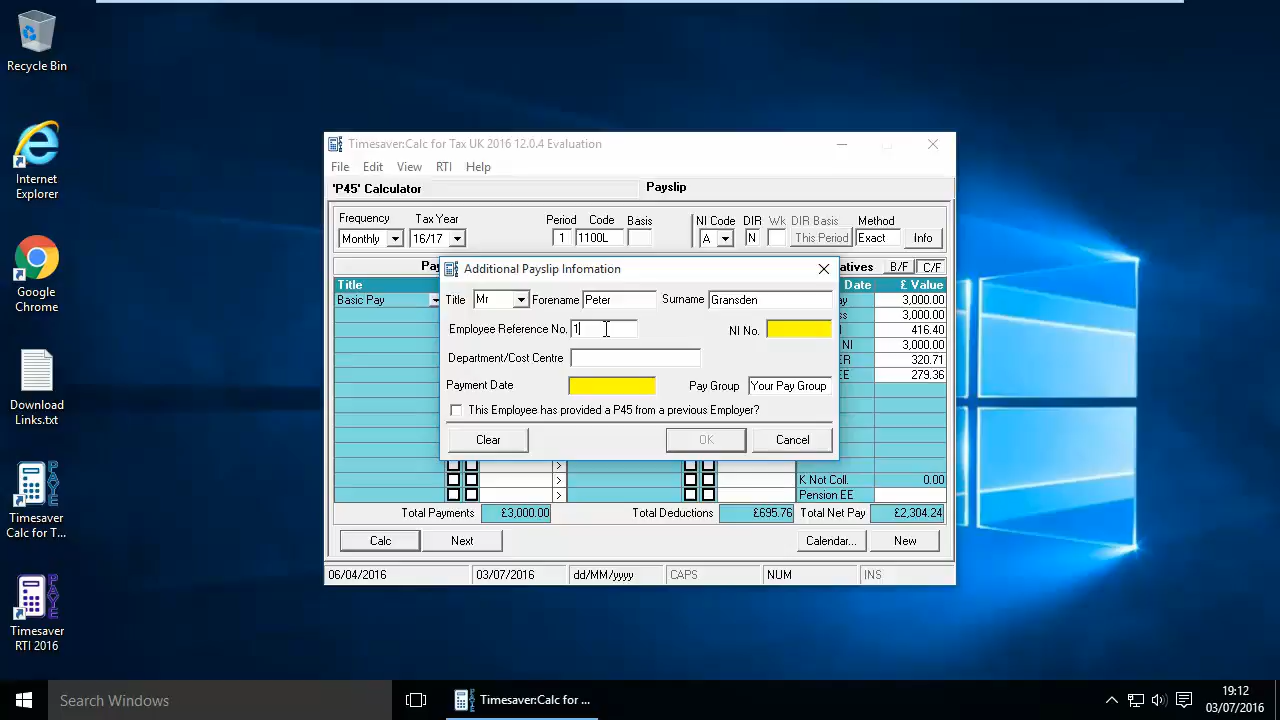 Recycle Bin
Internet
Explorer
Google
Chrome
Download
Links.txt
Timesaver
Calc for T...
Timesaver
RTI 2016
Timesaver:Calc for Tax UK 2016 12.0.4 Evaluation
File Edit View RTI Help
'P45' Calculator Payslip
Frequency Tax Year Period Code Basis NI Code DIR Wk DIR Basis Method
Monthly 16/17 1 1100L A N This Period Exact Info
Pay atives B/F C/F
Title Date £ Value
Basic Pay ay 3,000.00
ss 3,000.00
416.40
NI 3,000.00
ER 320.71
EE 279.36
Additional Payslip Infomation
Title Mr Forename Peter Surname Gransden
Employee Reference No. 1 NI No.
Department/Cost Centre
Payment Date Pay Group Your Pay Group
This Employee has provided a P45 from a previous Employer?
Clear OK Cancel
K Not Coll. 0.00
Pension EE
Total Payments £3,000.00 Total Deductions £695.76 Total Net Pay £2,304.24
Calc Next Calendar... New
06/04/2016 03/07/2016 dd/MM/yyyy CAPS NUM INS
Search Windows Timesaver:Calc for ... 19:12
03/07/2016